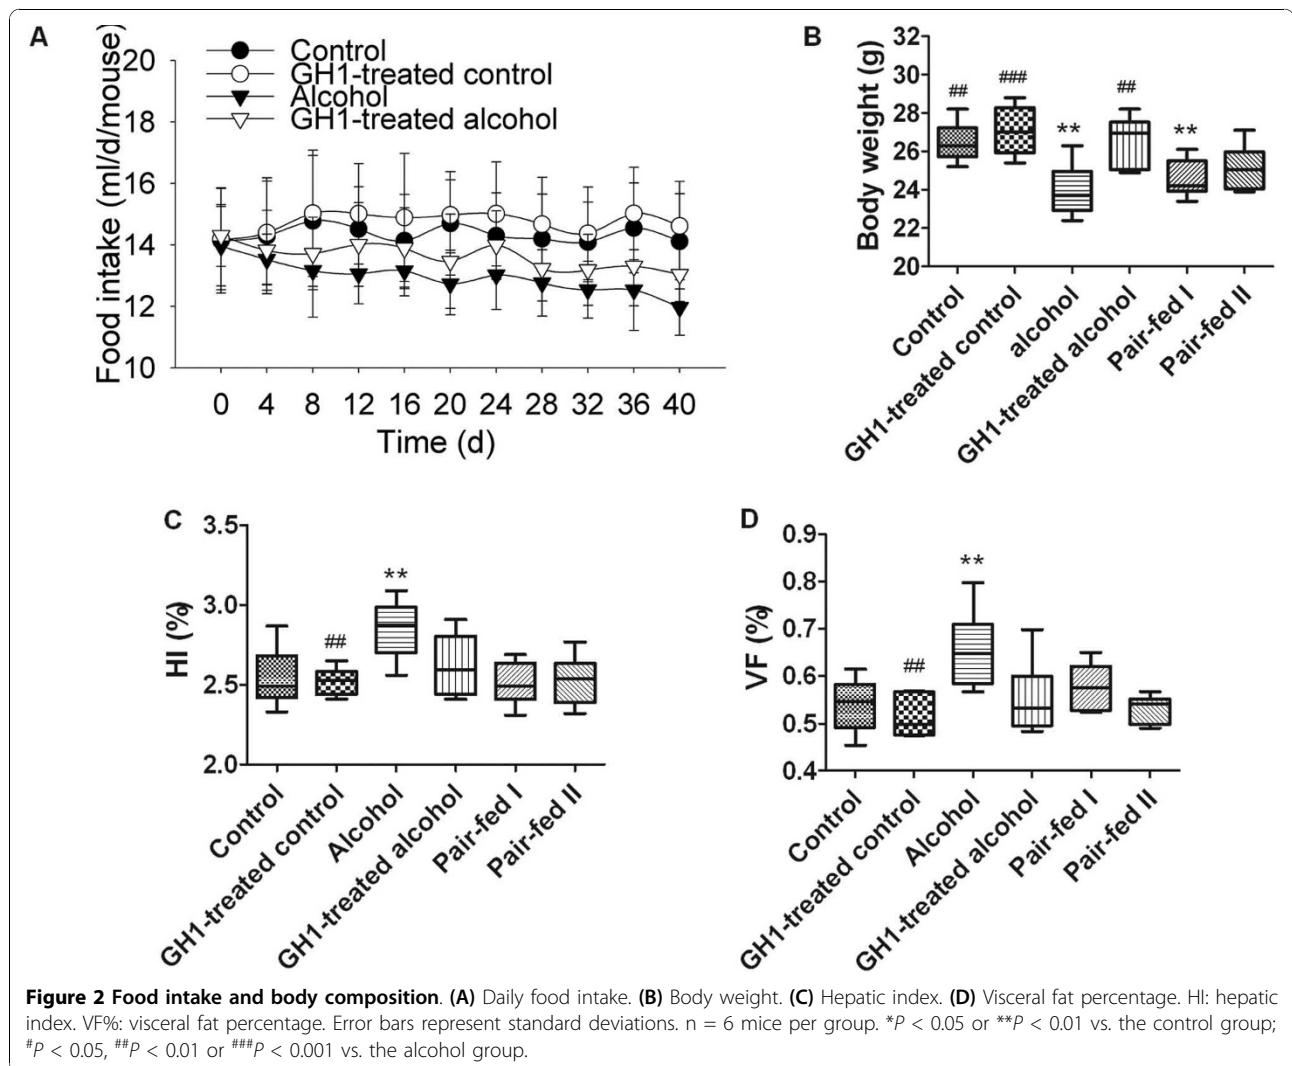 A
20
18
16
14
12
10
Food intake (ml/d/mouse)
Control
GH1-treated control
Alcohol
GH1-treated alcohol
0 4 8 12 16 20 24 28 32 36 40
Time (d)
B
32
30
28
26
24
22
20
Body weight (g)
## ### ** ## **
Control
GH1-treated control
alcohol
GH1-treated alcohol
Pair-fed I
Pair-fed II
C
3.5
3.0
2.5
2.0
HI (%)
## **
Control
GH1-treated control
Alcohol
GH1-treated alcohol
Pair-fed I
Pair-fed II
D
0.9
0.8
0.7
0.6
0.5
0.4
VF (%)
## **
Control
GH1-treated control
Alcohol
GH1-treated alcohol
Pair-fed I
Pair-fed II
Figure 2 Food intake and body composition. (A) Daily food intake. (B) Body weight. (C) Hepatic index. (D) Visceral fat percentage. HI: hepatic
index. VF%: visceral fat percentage. Error bars represent standard deviations. n = 6 mice per group. *P < 0.05 or **P < 0.01 vs. the control group;
#P < 0.05, ##P < 0.01 or ###P < 0.001 vs. the alcohol group.